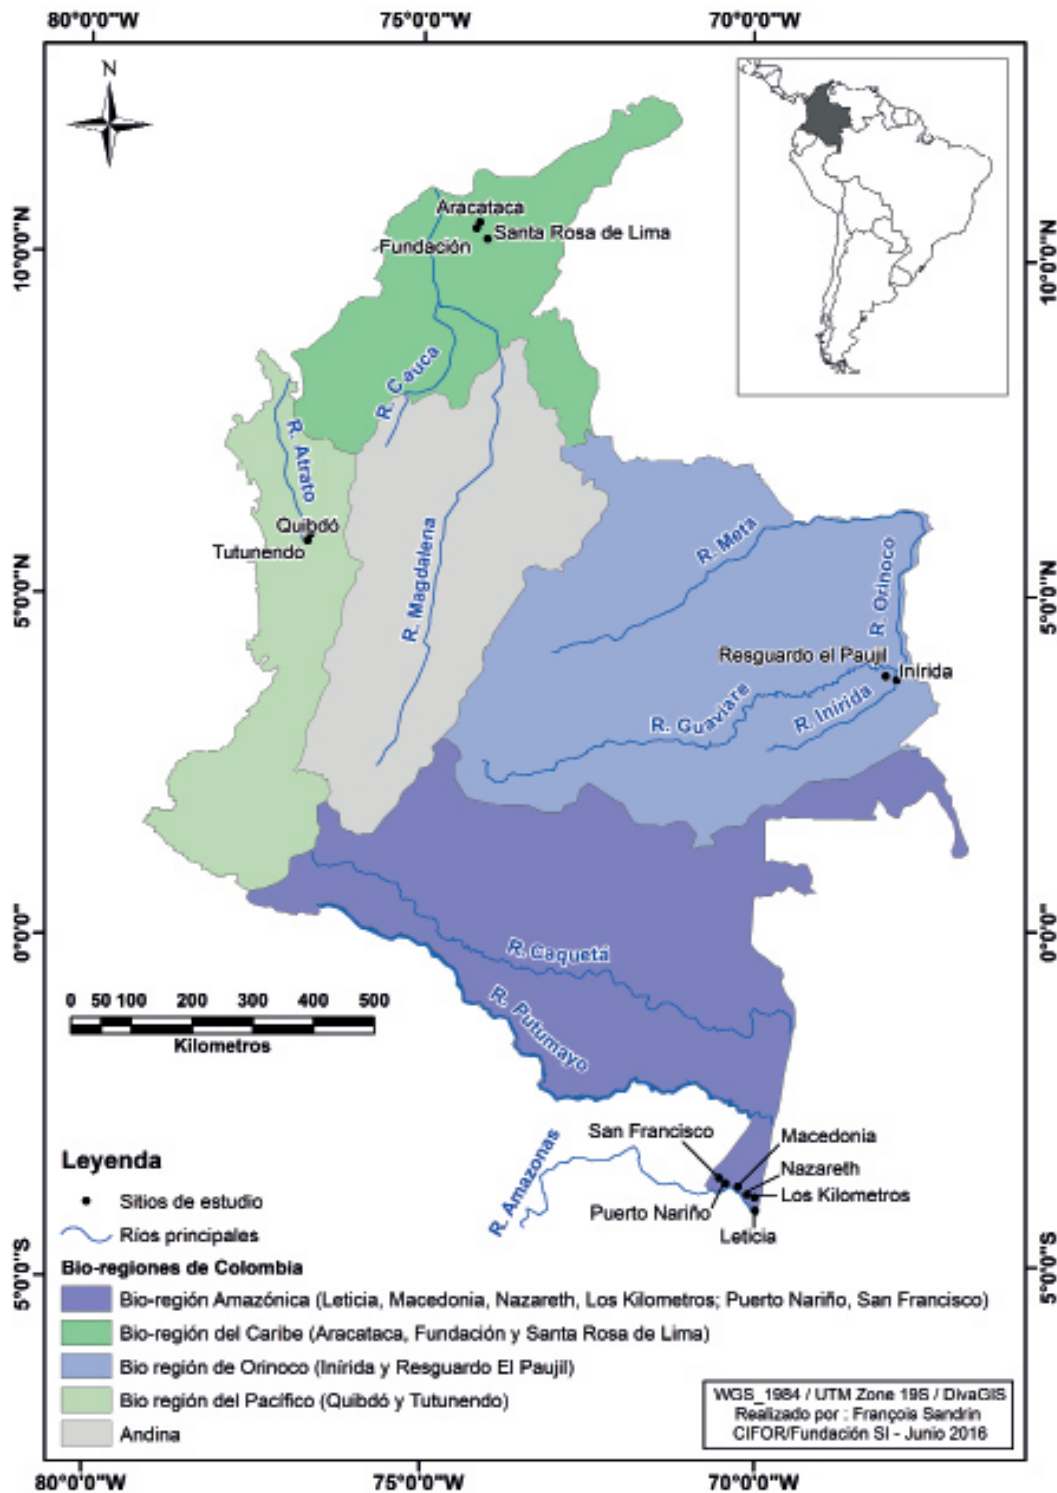 80°0'0"W
75°0'0"W
70°0'0"W
N
10°0'0"N
10°0'0"N
Aracataca
Santa Rosa de Lima
Fundación
R. Cauca
R. Atrato
Quibdó
Tutunendo
R. Magdalena
R. Meta
R. Orinoco
5°0'0"N
5°0'0"N
Resguardo el Paujil
Inírida
R. Guaviare
R. Inírida
0°0'0"
0°0'0"
R. Caquetá
R. Putumayo
0 50 100 200 300 400 500
Kilometros
R. Amazonas
San Francisco
Macedonia
Nazareth
Los Kilometros
Puerto Nariño
Leticia
5°0'0"S
5°0'0"S
Leyenda
Sitios de estudio
Ríos principales
Bio-regiones de Colombia
Bio-región Amazónica (Leticia, Macedonia, Nazareth, Los Kilometros; Puerto Nariño, San Francisco)
Bio-región del Caribe (Aracataca, Fundación y Santa Rosa de Lima)
Bio región de Orinoco (Inírida y Resguardo El Paujil)
Bio región del Pacífico (Quibdó y Tutunendo)
Andina
WGS_1984 / UTM Zone 19S / DivaGIS
Realizado por : François Sandrin
CIFOR/Fundación SI - Junio 2016
80°0'0"W
75°0'0"W
70°0'0"W